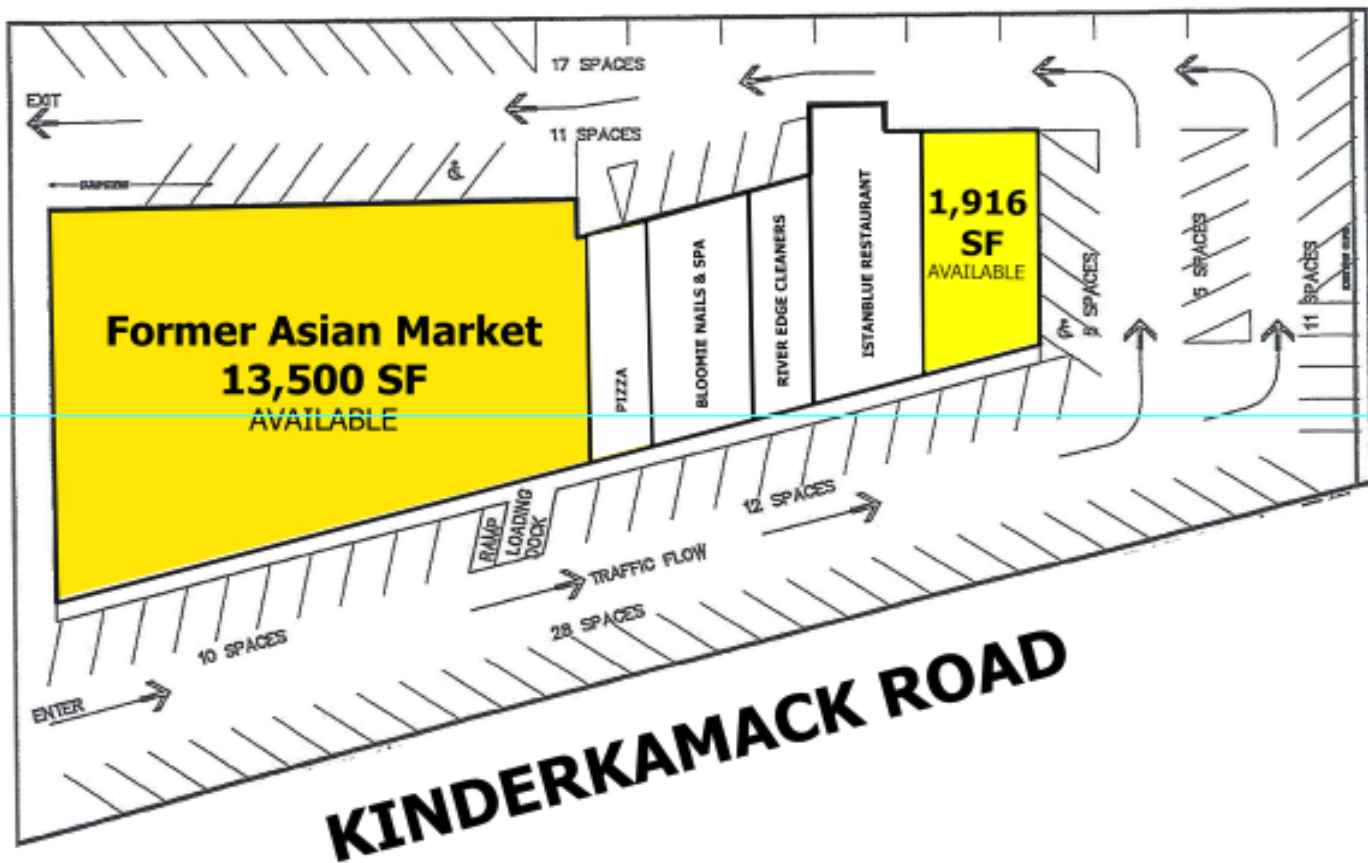 17 SPACES
EXIT
11 SPACES
Former Asian Market
13,500 SF
AVAILABLE
PIZZA
BLOOMIE NAILS & SPA
RIVER EDGE CLEANERS
ISTANBLUE RESTAURANT
1,916
SF
AVAILABLE
5 SPACES
5 SPACES
11 SPACES
RAMP
LOADING
DOCK
12 SPACES
TRAFFIC FLOW
28 SPACES
10 SPACES
ENTER
KINDERKAMACK ROAD